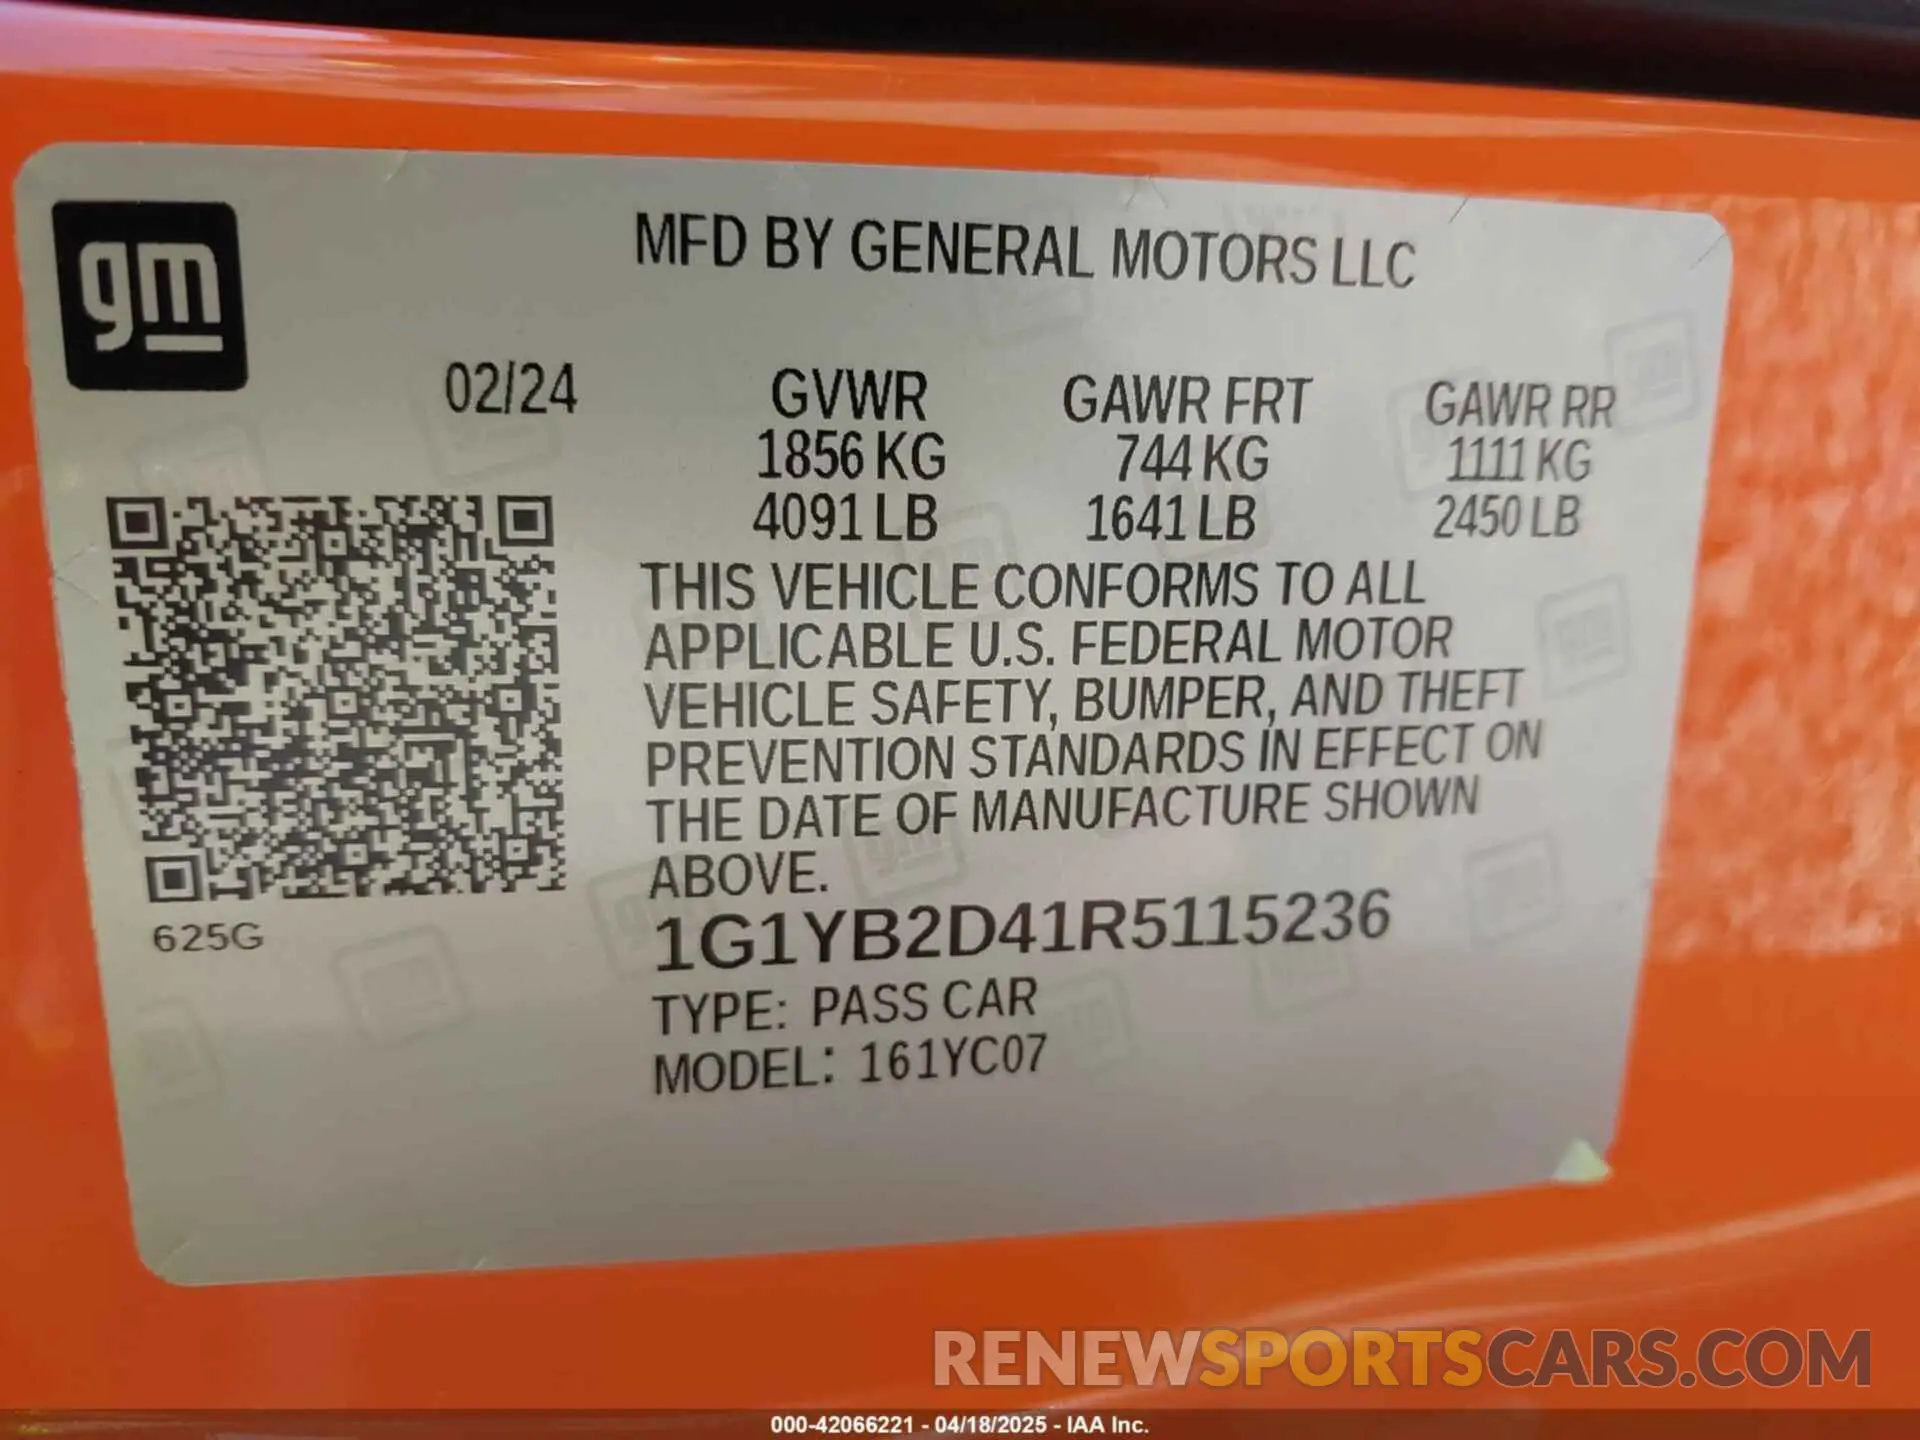 gm
MFD BY GENERAL MOTORS LLC
02/24 GVWR GAWR FRT GAWR RR
1856 KG 744 KG 1111 KG
4091 LB 1641 LB 2450 LB
THIS VEHICLE CONFORMS TO ALL
APPLICABLE U.S. FEDERAL MOTOR
VEHICLE SAFETY, BUMPER, AND THEFT
PREVENTION STANDARDS IN EFFECT ON
THE DATE OF MANUFACTURE SHOWN
ABOVE.
625G
1G1YB2D41R5115236
TYPE: PASS CAR
MODEL: 161YC07
RENEWSPORTSCARS.COM
000-42066221 - 04/18/2025 - IAA Inc.